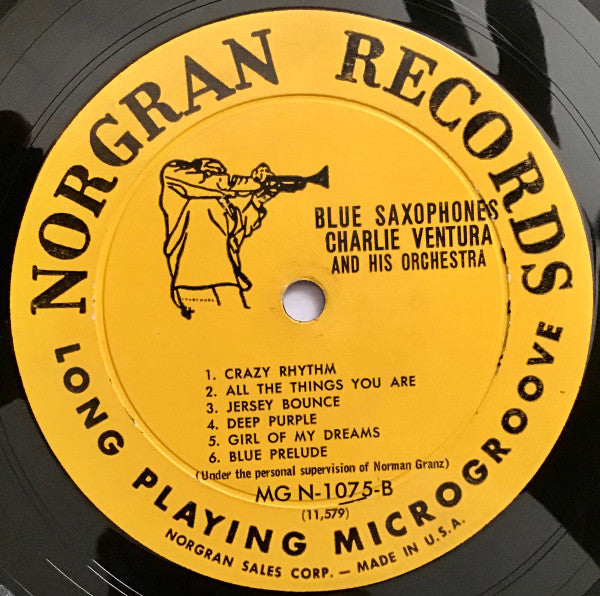 NORGRAN RECORDS
BLUE SAXOPHONES
CHARLIE VENTURA
AND HIS ORCHESTRA
1. CRAZY RHYTHM
2. ALL THE THINGS YOU ARE
3. JERSEY BOUNCE
4. DEEP PURPLE
5. GIRL OF MY DREAMS
6. BLUE PRELUDE
(Under the personal supervision of Norman Granz)
MG N-1075-B
(11,579)
LONG PLAYING MICROGROOVE
NORGRAN SALES CORP. — MADE IN U.S.A.